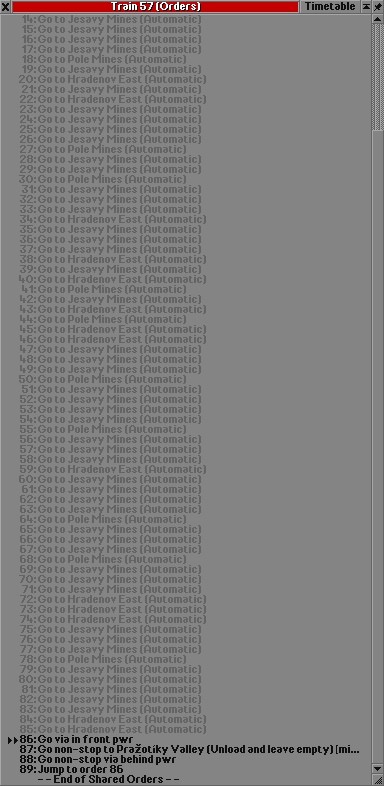 Train 57 (Orders)
Timetable
14: Go to Jesavy Mines (Automatic)
15: Go to Jesavy Mines (Automatic)
16: Go to Jesavy Mines (Automatic)
17: Go to Jesavy Mines (Automatic)
18: Go to Pole Mines (Automatic)
19: Go to Jesavy Mines (Automatic)
20: Go to Hradenov East (Automatic)
21: Go to Jesavy Mines (Automatic)
22: Go to Hradenov East (Automatic)
23: Go to Jesavy Mines (Automatic)
24: Go to Jesavy Mines (Automatic)
25: Go to Jesavy Mines (Automatic)
26: Go to Jesavy Mines (Automatic)
27: Go to Pole Mines (Automatic)
28: Go to Jesavy Mines (Automatic)
29: Go to Jesavy Mines (Automatic)
30: Go to Pole Mines (Automatic)
31: Go to Jesavy Mines (Automatic)
32: Go to Jesavy Mines (Automatic)
33: Go to Jesavy Mines (Automatic)
34: Go to Hradenov East (Automatic)
35: Go to Jesavy Mines (Automatic)
36: Go to Jesavy Mines (Automatic)
37: Go to Jesavy Mines (Automatic)
38: Go to Hradenov East (Automatic)
39: Go to Jesavy Mines (Automatic)
40: Go to Hradenov East (Automatic)
41: Go to Pole Mines (Automatic)
42: Go to Jesavy Mines (Automatic)
43: Go to Hradenov East (Automatic)
44: Go to Pole Mines (Automatic)
45: Go to Hradenov East (Automatic)
46: Go to Hradenov East (Automatic)
47: Go to Jesavy Mines (Automatic)
48: Go to Jesavy Mines (Automatic)
49: Go to Jesavy Mines (Automatic)
50: Go to Pole Mines (Automatic)
51: Go to Jesavy Mines (Automatic)
52: Go to Jesavy Mines (Automatic)
53: Go to Jesavy Mines (Automatic)
54: Go to Jesavy Mines (Automatic)
55: Go to Pole Mines (Automatic)
56: Go to Jesavy Mines (Automatic)
57: Go to Jesavy Mines (Automatic)
58: Go to Jesavy Mines (Automatic)
59: Go to Hradenov East (Automatic)
60: Go to Jesavy Mines (Automatic)
61: Go to Jesavy Mines (Automatic)
62: Go to Jesavy Mines (Automatic)
63: Go to Jesavy Mines (Automatic)
64: Go to Pole Mines (Automatic)
65: Go to Jesavy Mines (Automatic)
66: Go to Jesavy Mines (Automatic)
67: Go to Jesavy Mines (Automatic)
68: Go to Pole Mines (Automatic)
69: Go to Jesavy Mines (Automatic)
70: Go to Jesavy Mines (Automatic)
71: Go to Jesavy Mines (Automatic)
72: Go to Hradenov East (Automatic)
73: Go to Hradenov East (Automatic)
74: Go to Hradenov East (Automatic)
75: Go to Jesavy Mines (Automatic)
76: Go to Jesavy Mines (Automatic)
77: Go to Jesavy Mines (Automatic)
78: Go to Pole Mines (Automatic)
79: Go to Jesavy Mines (Automatic)
80: Go to Jesavy Mines (Automatic)
81: Go to Jesavy Mines (Automatic)
82: Go to Jesavy Mines (Automatic)
83: Go to Jesavy Mines (Automatic)
84: Go to Hradenov East (Automatic)
85: Go to Hradenov East (Automatic)
86: Go via in front pwr
87: Go non-stop to Pražotiky Valley (Unload and leave empty) [mi...
88: Go non-stop via behind pwr
89: Jump to order 86
- - End of Shared Orders - -